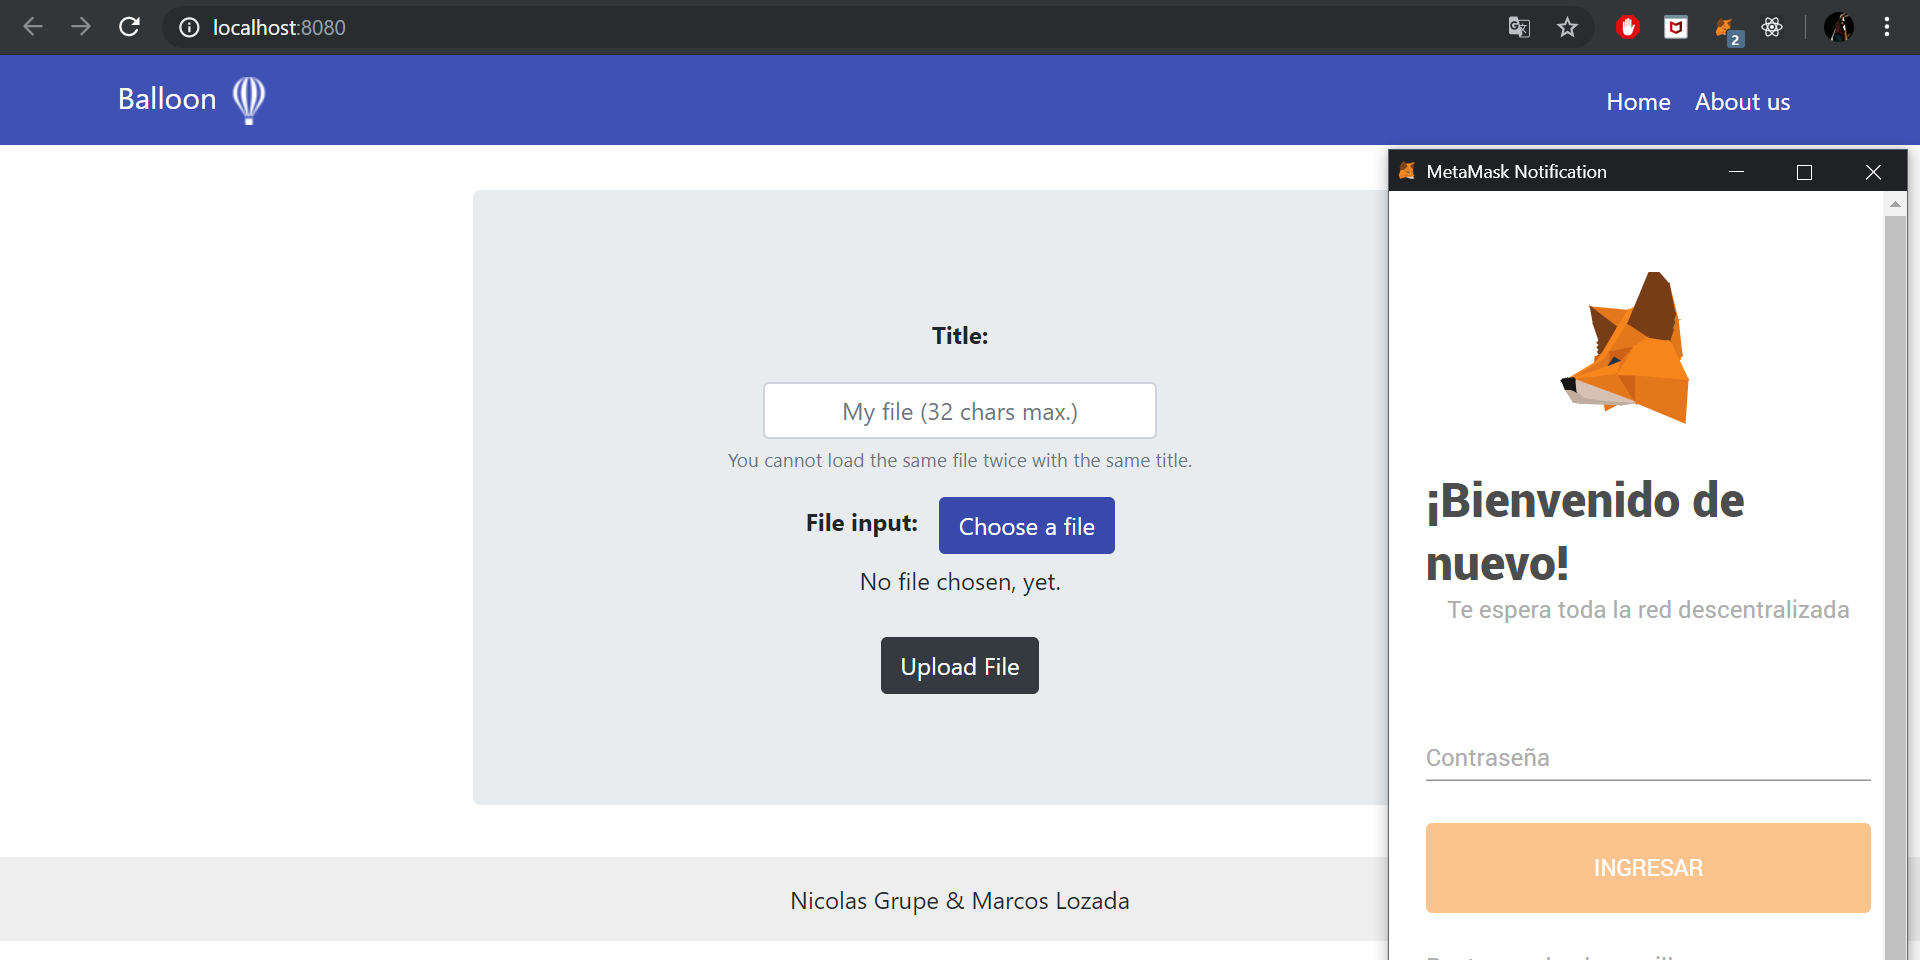 localhost:8080
2
Balloon
Home
About us
MetaMask Notification
Title:
My file (32 chars max.)
You cannot load the same file twice with the same title.
File input:
Choose a file
No file chosen, yet.
Upload File
¡Bienvenido de
nuevo!
Te espera toda la red descentralizada
Contraseña
INGRESAR
Nicolas Grupe & Marcos Lozada